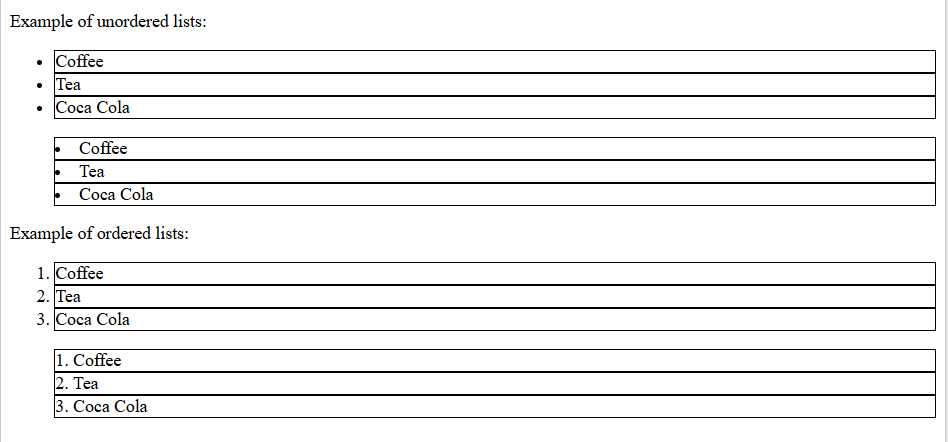 Example of unordered lists:
• Coffee
• Tea
• Coca Cola
• Coffee
• Tea
• Coca Cola
Example of ordered lists:
1. Coffee
2. Tea
3. Coca Cola
1. Coffee
2. Tea
3. Coca Cola